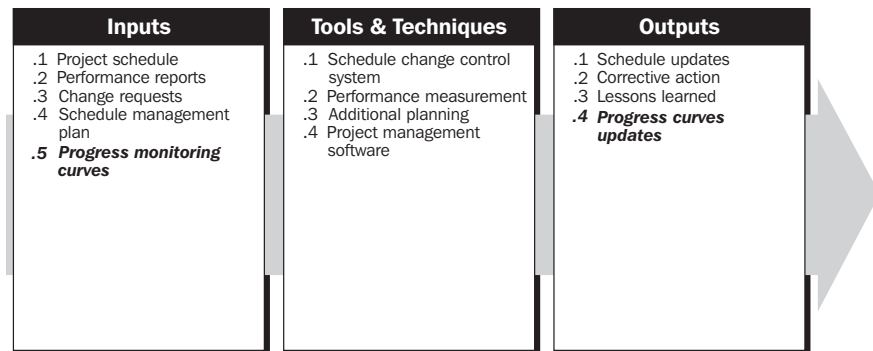 Inputs
.1 Project schedule
.2 Performance reports
.3 Change requests
.4 Schedule management
plan
.5 Progress monitoring
curves
Tools & Techniques
.1 Schedule change control
system
.2 Performance measurement
.3 Additional planning
.4 Project management
software
Outputs
.1 Schedule updates
.2 Corrective action
.3 Lessons learned
.4 Progress curves
updates